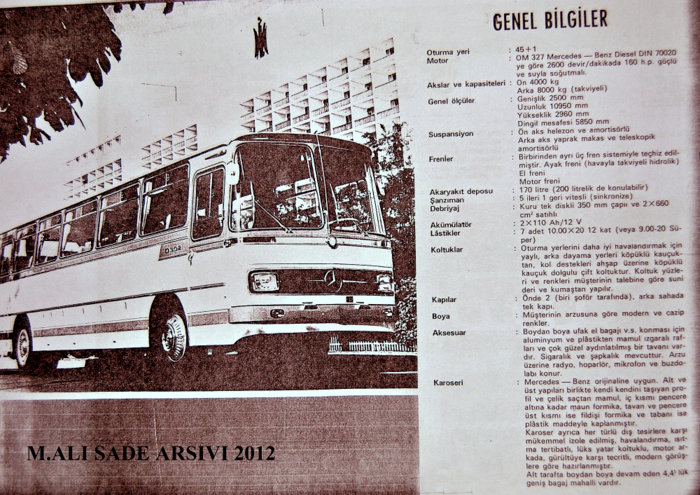 GENEL BİLGİLER
Oturma yeri : 45+1
Motor : OM 327 Mercedes — Benz Diesel DIN 70020
ye göre 2600 devir/dakikada 160 h.p. güçlü
ve suyla soğutmalı.
Akslar ve kapasiteleri : Ön 4000 kg
Arka 8000 kg (takviyeli)
Genel ölçüler : Genişlik 2500 mm
Uzunluk 10950 mm
Yükseklik 2960 mm
Dingil mesafesi 5850 mm
Suspansiyon : Ön aks helezon ve amortisörlü
Arka aks yaprak makas ve teleskopik
amortisörlü
Frenler : Birbirinden ayrı üç fren sistemiyle teçhiz edil-
miştir. Ayak freni (havayla takviyeli hidrolik)
El freni
Motor freni
Akaryakıt deposu : 170 litre (200 litrelik de konulabilir)
Şanzıman : 5 ileri 1 geri vitesli (sinkronize)
Debriyaj : Kuru tek diskli 350 mm çapıı ve 2×660
cm² satıhlı
Akümülatör : 2×110 Ah/12 V
Lâstikler : 7 adet 10.00×20 12 kat (veya 9.00-20 Sü-
per)
Koltuklar : Oturma yerlerini daha iyi havalandırmak için
yaylı, arka dayama yerleri köpüklü kauçuk-
tan, kol destekleri ahşap üzerine köpüklü
kauçuk dolgulu çift koltuktur. Koltuk yüzle-
ri ve renkleri müşterinin talebine göre suni
deri ve kumaştan yapılır.
Kapılar : Önde 2 (biri şoför tarafında), arka sahada
tek kapı.
Boya : Müşterinin arzusuna göre modern ve cazip
renkler.
Aksesuar : Boydan boya ufak el bagajı v.s. konması için
aluminyum ve plâstikten mamul ızgaralı raf-
ları ve çok güzel aydınlatılmış bir tavanı var-
dır. Sigaralık ve şapkalık mevcuttur. Arzu
üzerine radyo, hoparlör, mikrofon ve buzdo-
labı konur.
Karoseri : Mercedes — Benz orijinaline uygun. Alt ve
üst yapıları birlikte kendi kendini taşıyan pro-
fil ve çelik saçtan mamul, iç kısmı pencere
altına kadar maun formika, tavan ve pencere
üst kısmı ise fildişi formika ve tabanı ise
plâstik maddeyle kaplanmıştır.
Karoser ayrıca her türlü dış tesirlere karşı
mükemmel izole edilmiş, havalandırma, ısıt-
ma tertibatlı, lüks yatar koltuklu, motor ar-
kada, gürültüye karşı tecritli, modern görüş-
lere göre hazırlanmıştır.
Alt tarafta boydan boya devam eden 4,4³ lük
geniş bagaj mahalli vardır.
O 302
M.ALI SADE ARSIVI 2012